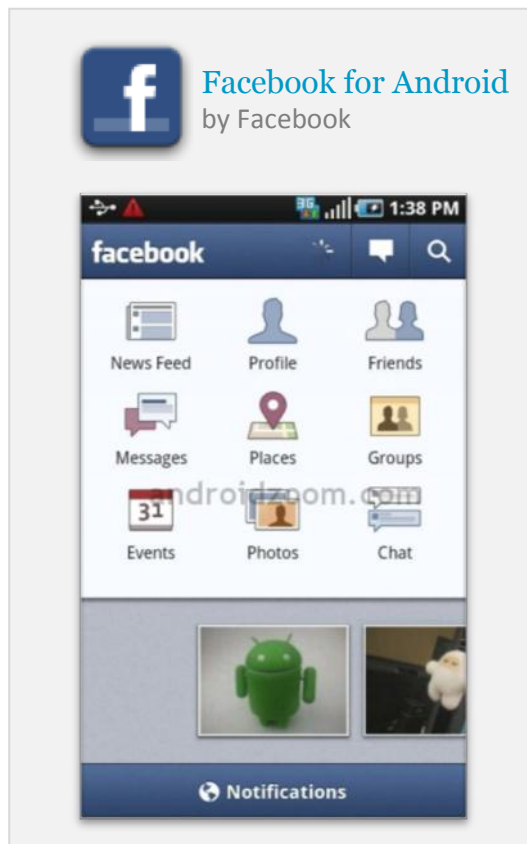 Facebook for Android
by Facebook
3G 1:38 PM
facebook
News Feed Profile Friends
Messages Places Groups
androidzoom.com
31
Events Photos Chat
Notifications